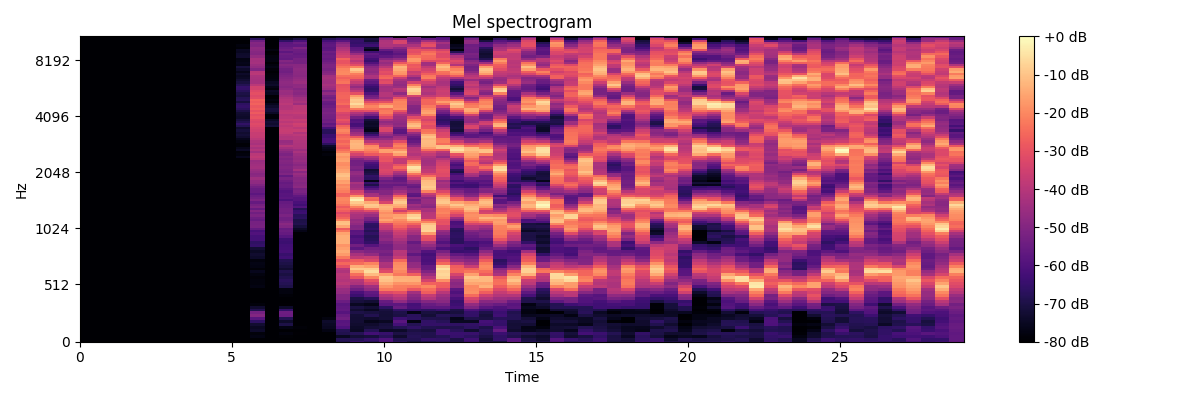 Mel spectrogram
8192
4096
2048
1024
512
0
Hz
0 5 10 15 20 25
Time
+0 dB
-10 dB
-20 dB
-30 dB
-40 dB
-50 dB
-60 dB
-70 dB
-80 dB